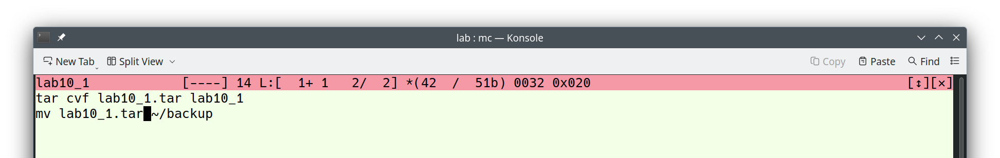 lab : mc — Konsole
New Tab Split View Copy Paste Find
lab10_1 [----] 14 L:[ 1+ 1 2/ 2] *(42 / 51b) 0032 0x020 [↕][×]
tar cvf lab10_1.tar lab10_1
mv lab10_1.tar ~/backup